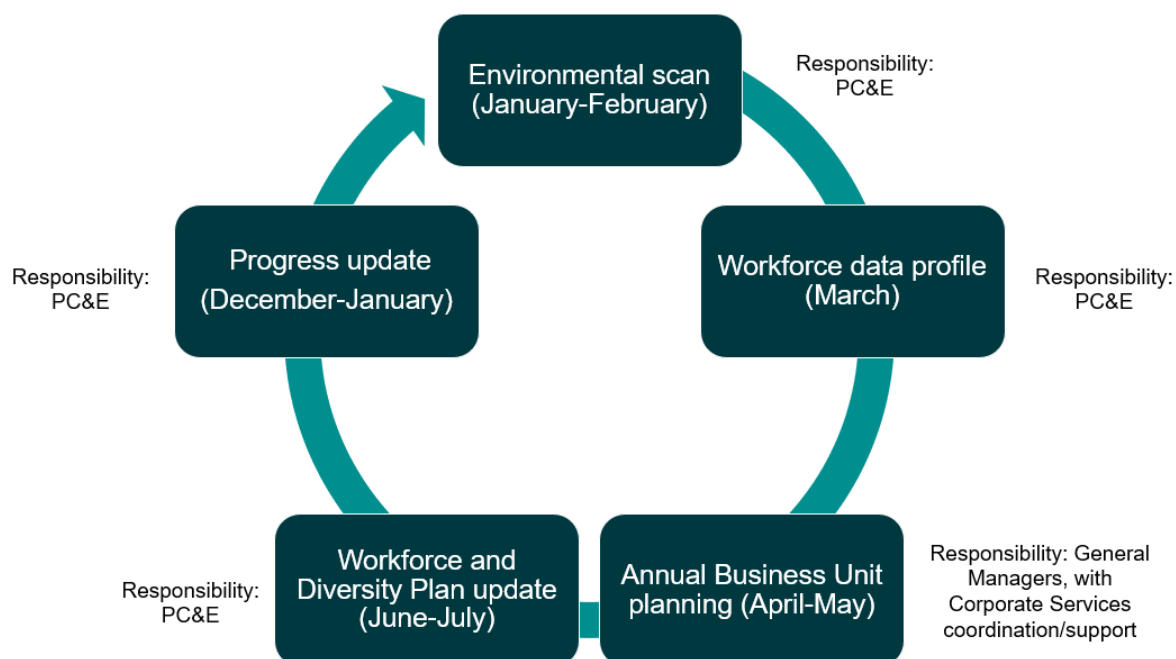 Environmental scan
(January-February)
Responsibility:
PC&E
Workforce data profile
(March)
Responsibility:
PC&E
Annual Business Unit
planning (April-May)
Responsibility: General
Managers, with
Corporate Services
coordination/support
Workforce and
Diversity Plan update
(June-July)
Responsibility:
PC&E
Progress update
(December-January)
Responsibility:
PC&E